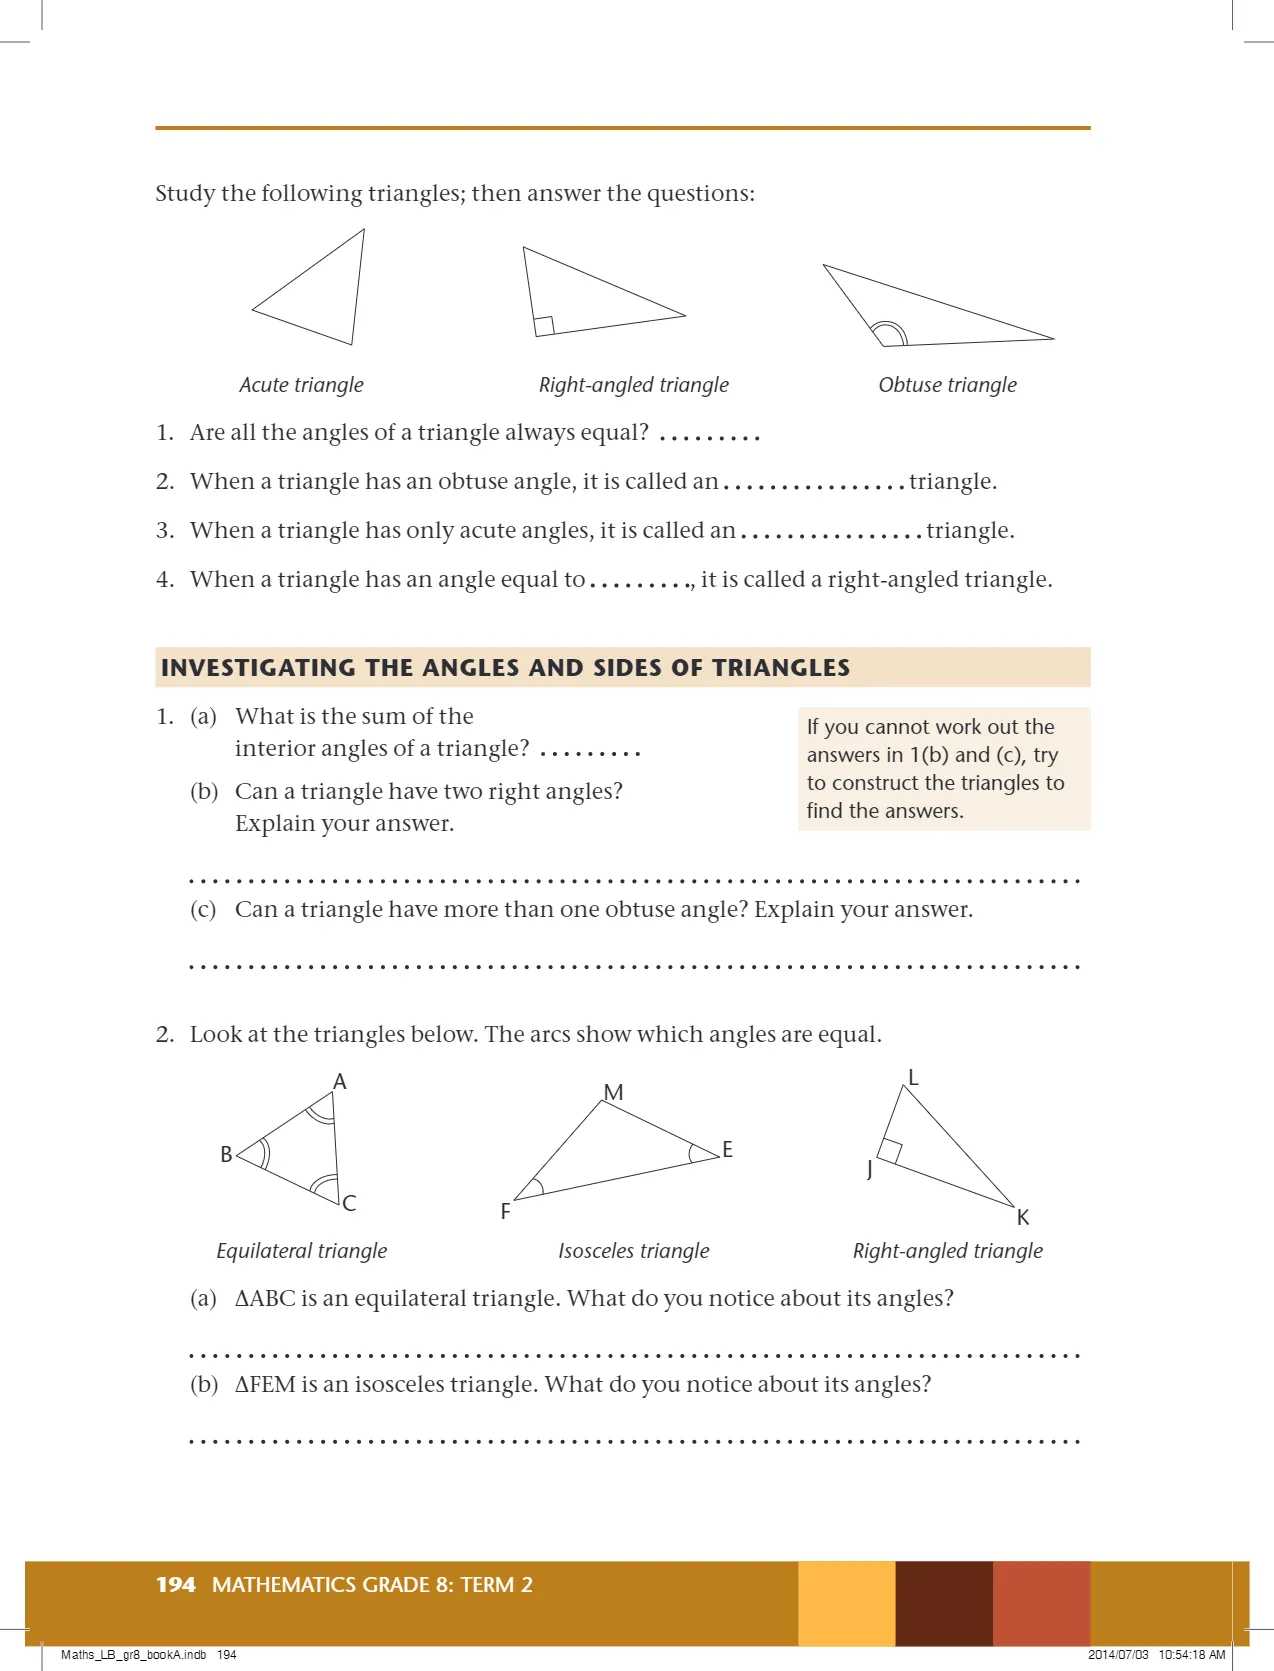 Study the following triangles; then answer the questions:
Acute triangle
Right-angled triangle
Obtuse triangle
1. Are all the angles of a triangle always equal? . . . . . . . . .
2. When a triangle has an obtuse angle, it is called an . . . . . . . . . . . . . . . . triangle.
3. When a triangle has only acute angles, it is called an . . . . . . . . . . . . . . . . triangle.
4. When a triangle has an angle equal to . . . . . . . . ., it is called a right-angled triangle.
INVESTIGATING THE ANGLES AND SIDES OF TRIANGLES
1. (a) What is the sum of the
interior angles of a triangle? . . . . . . . . .
(b) Can a triangle have two right angles?
Explain your answer.
If you cannot work out the
answers in 1(b) and (c), try
to construct the triangles to
find the answers.
(c) Can a triangle have more than one obtuse angle? Explain your answer.
2. Look at the triangles below. The arcs show which angles are equal.
A
B
C
M
E
F
L
J
K
Equilateral triangle
Isosceles triangle
Right-angled triangle
(a) ΔABC is an equilateral triangle. What do you notice about its angles?
(b) ΔFEM is an isosceles triangle. What do you notice about its angles?
194 MATHEMATICS GRADE 8: TERM 2
Maths_LB_gr8_bookA.indb 194
2014/07/03 10:54:18 AM